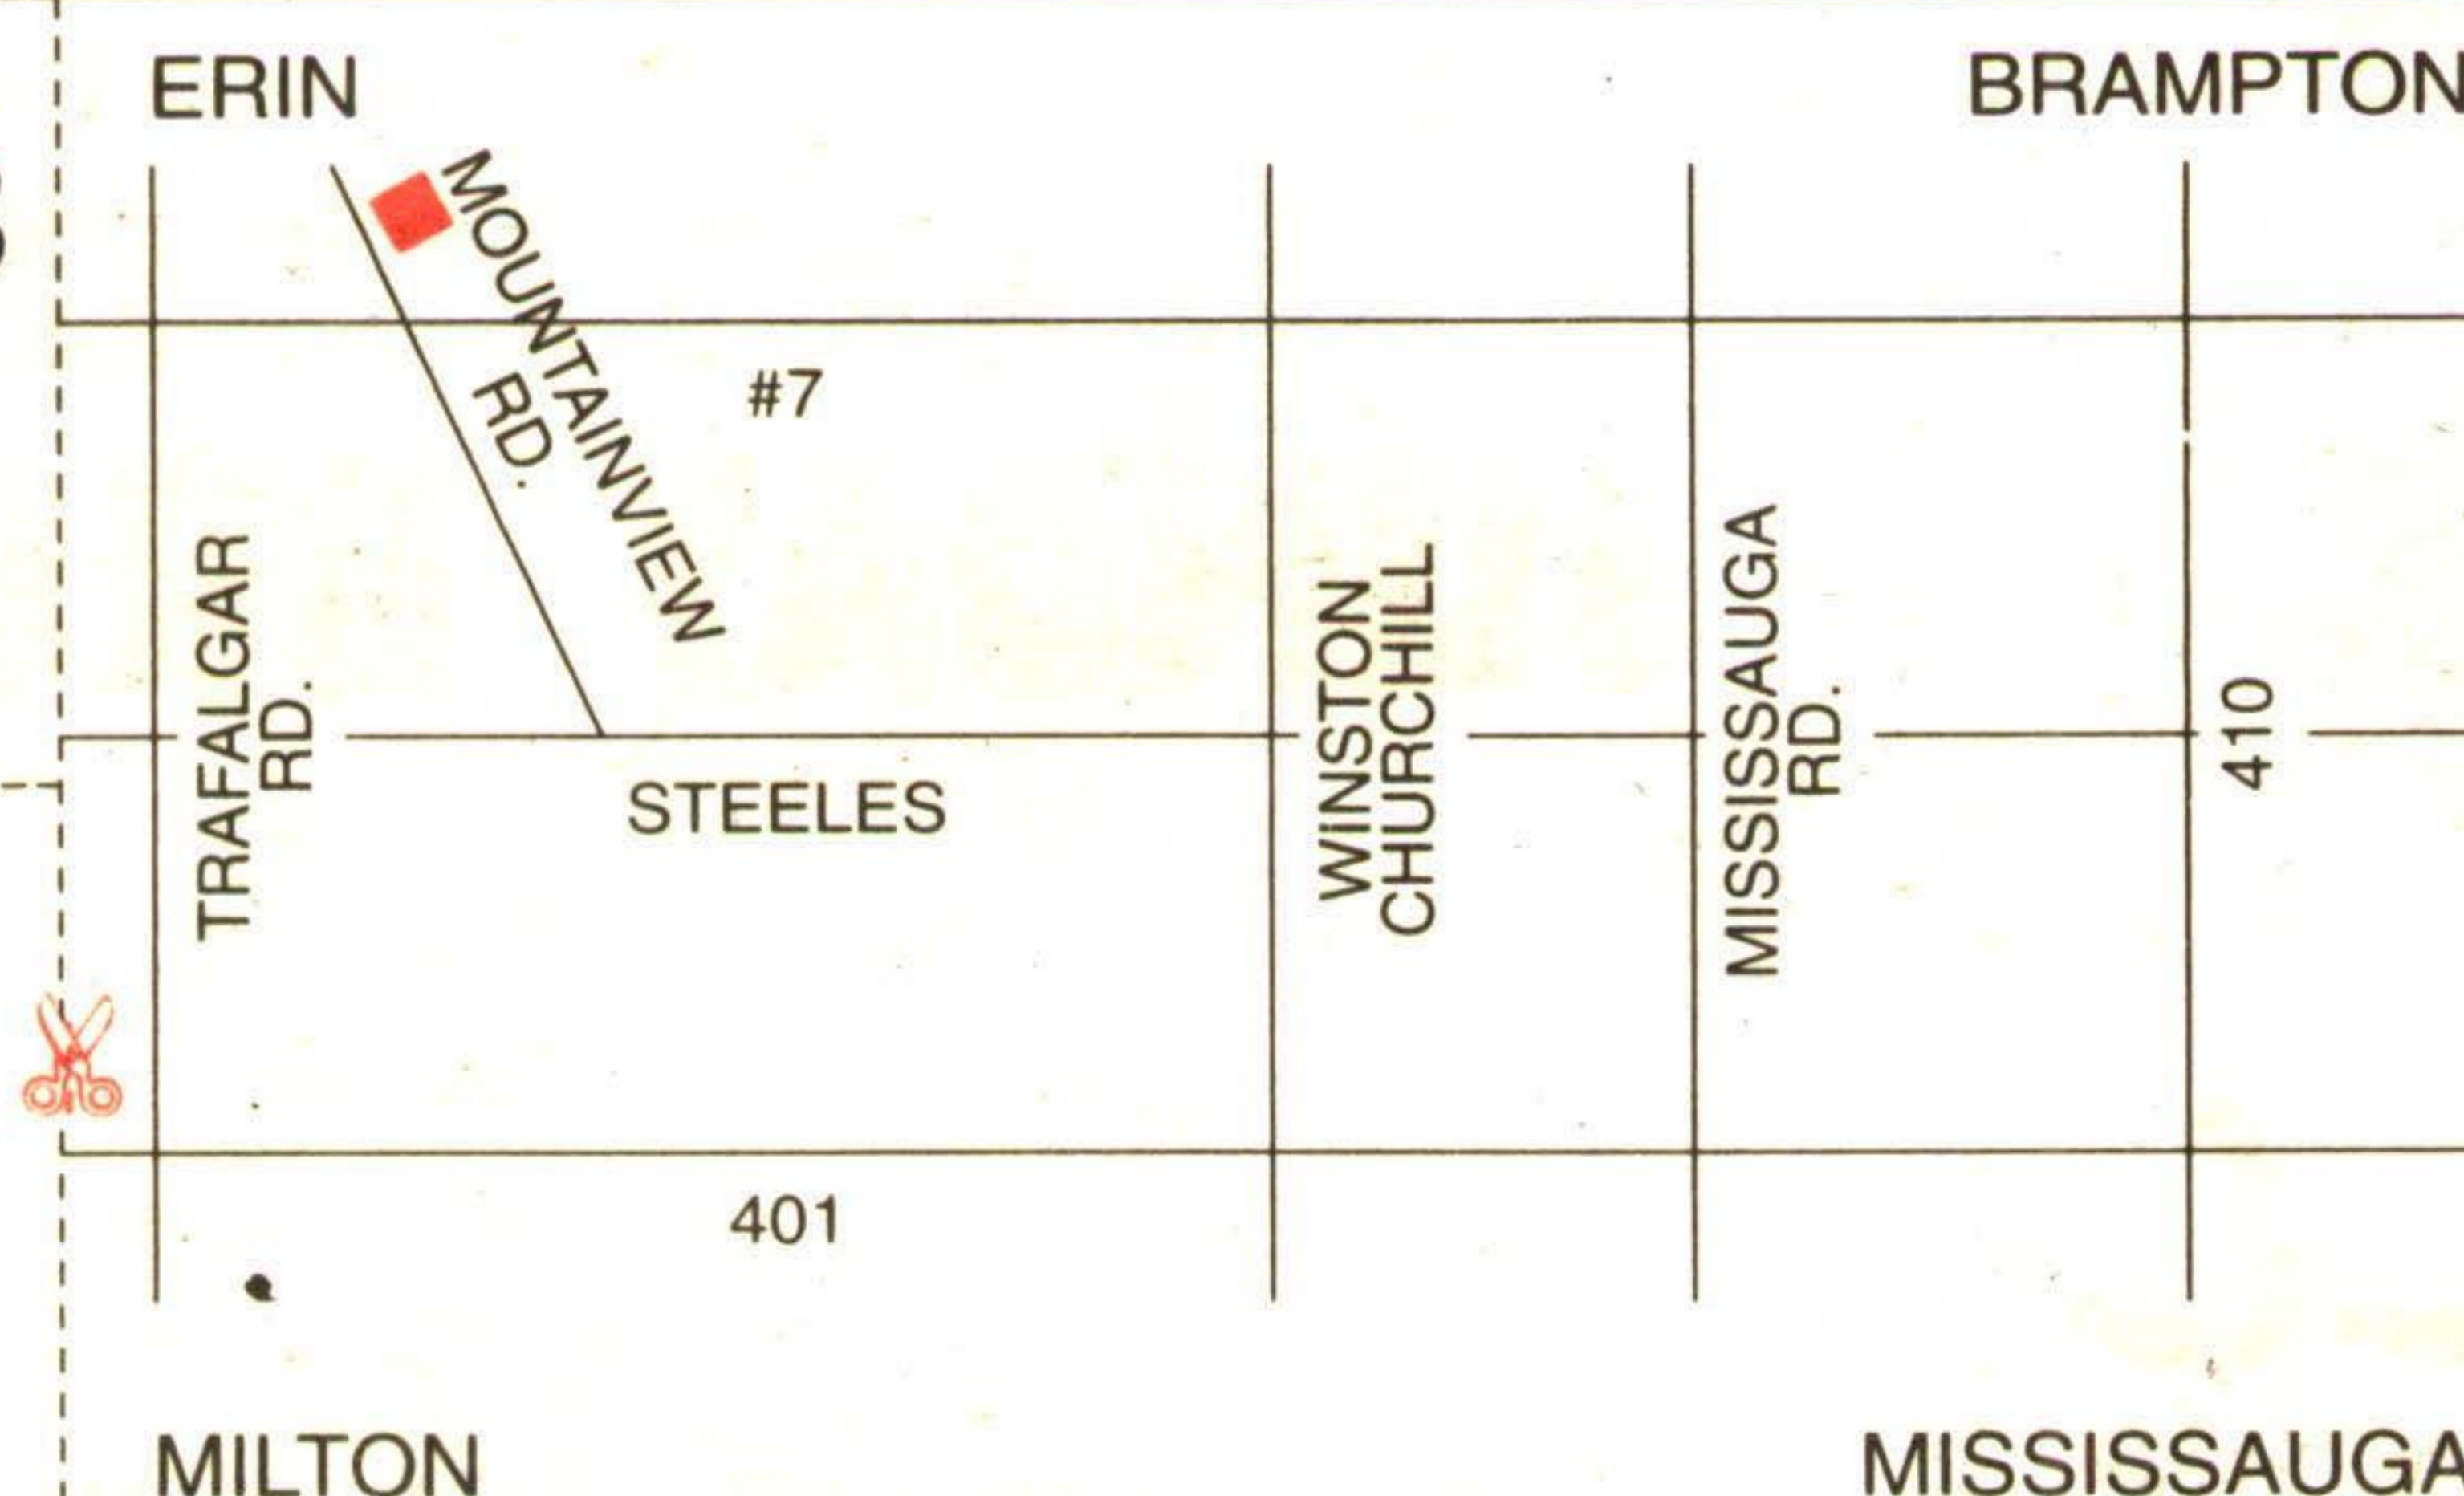 ERIN
BRAMPTON
MOUNTAINVIEW
RD.
#7
TRAFALGAR
RD.
STEELES
WINSTON
CHURCHILL
MISSISSAUGA
RD.
410
401
MILTON
MISSISSAUGA